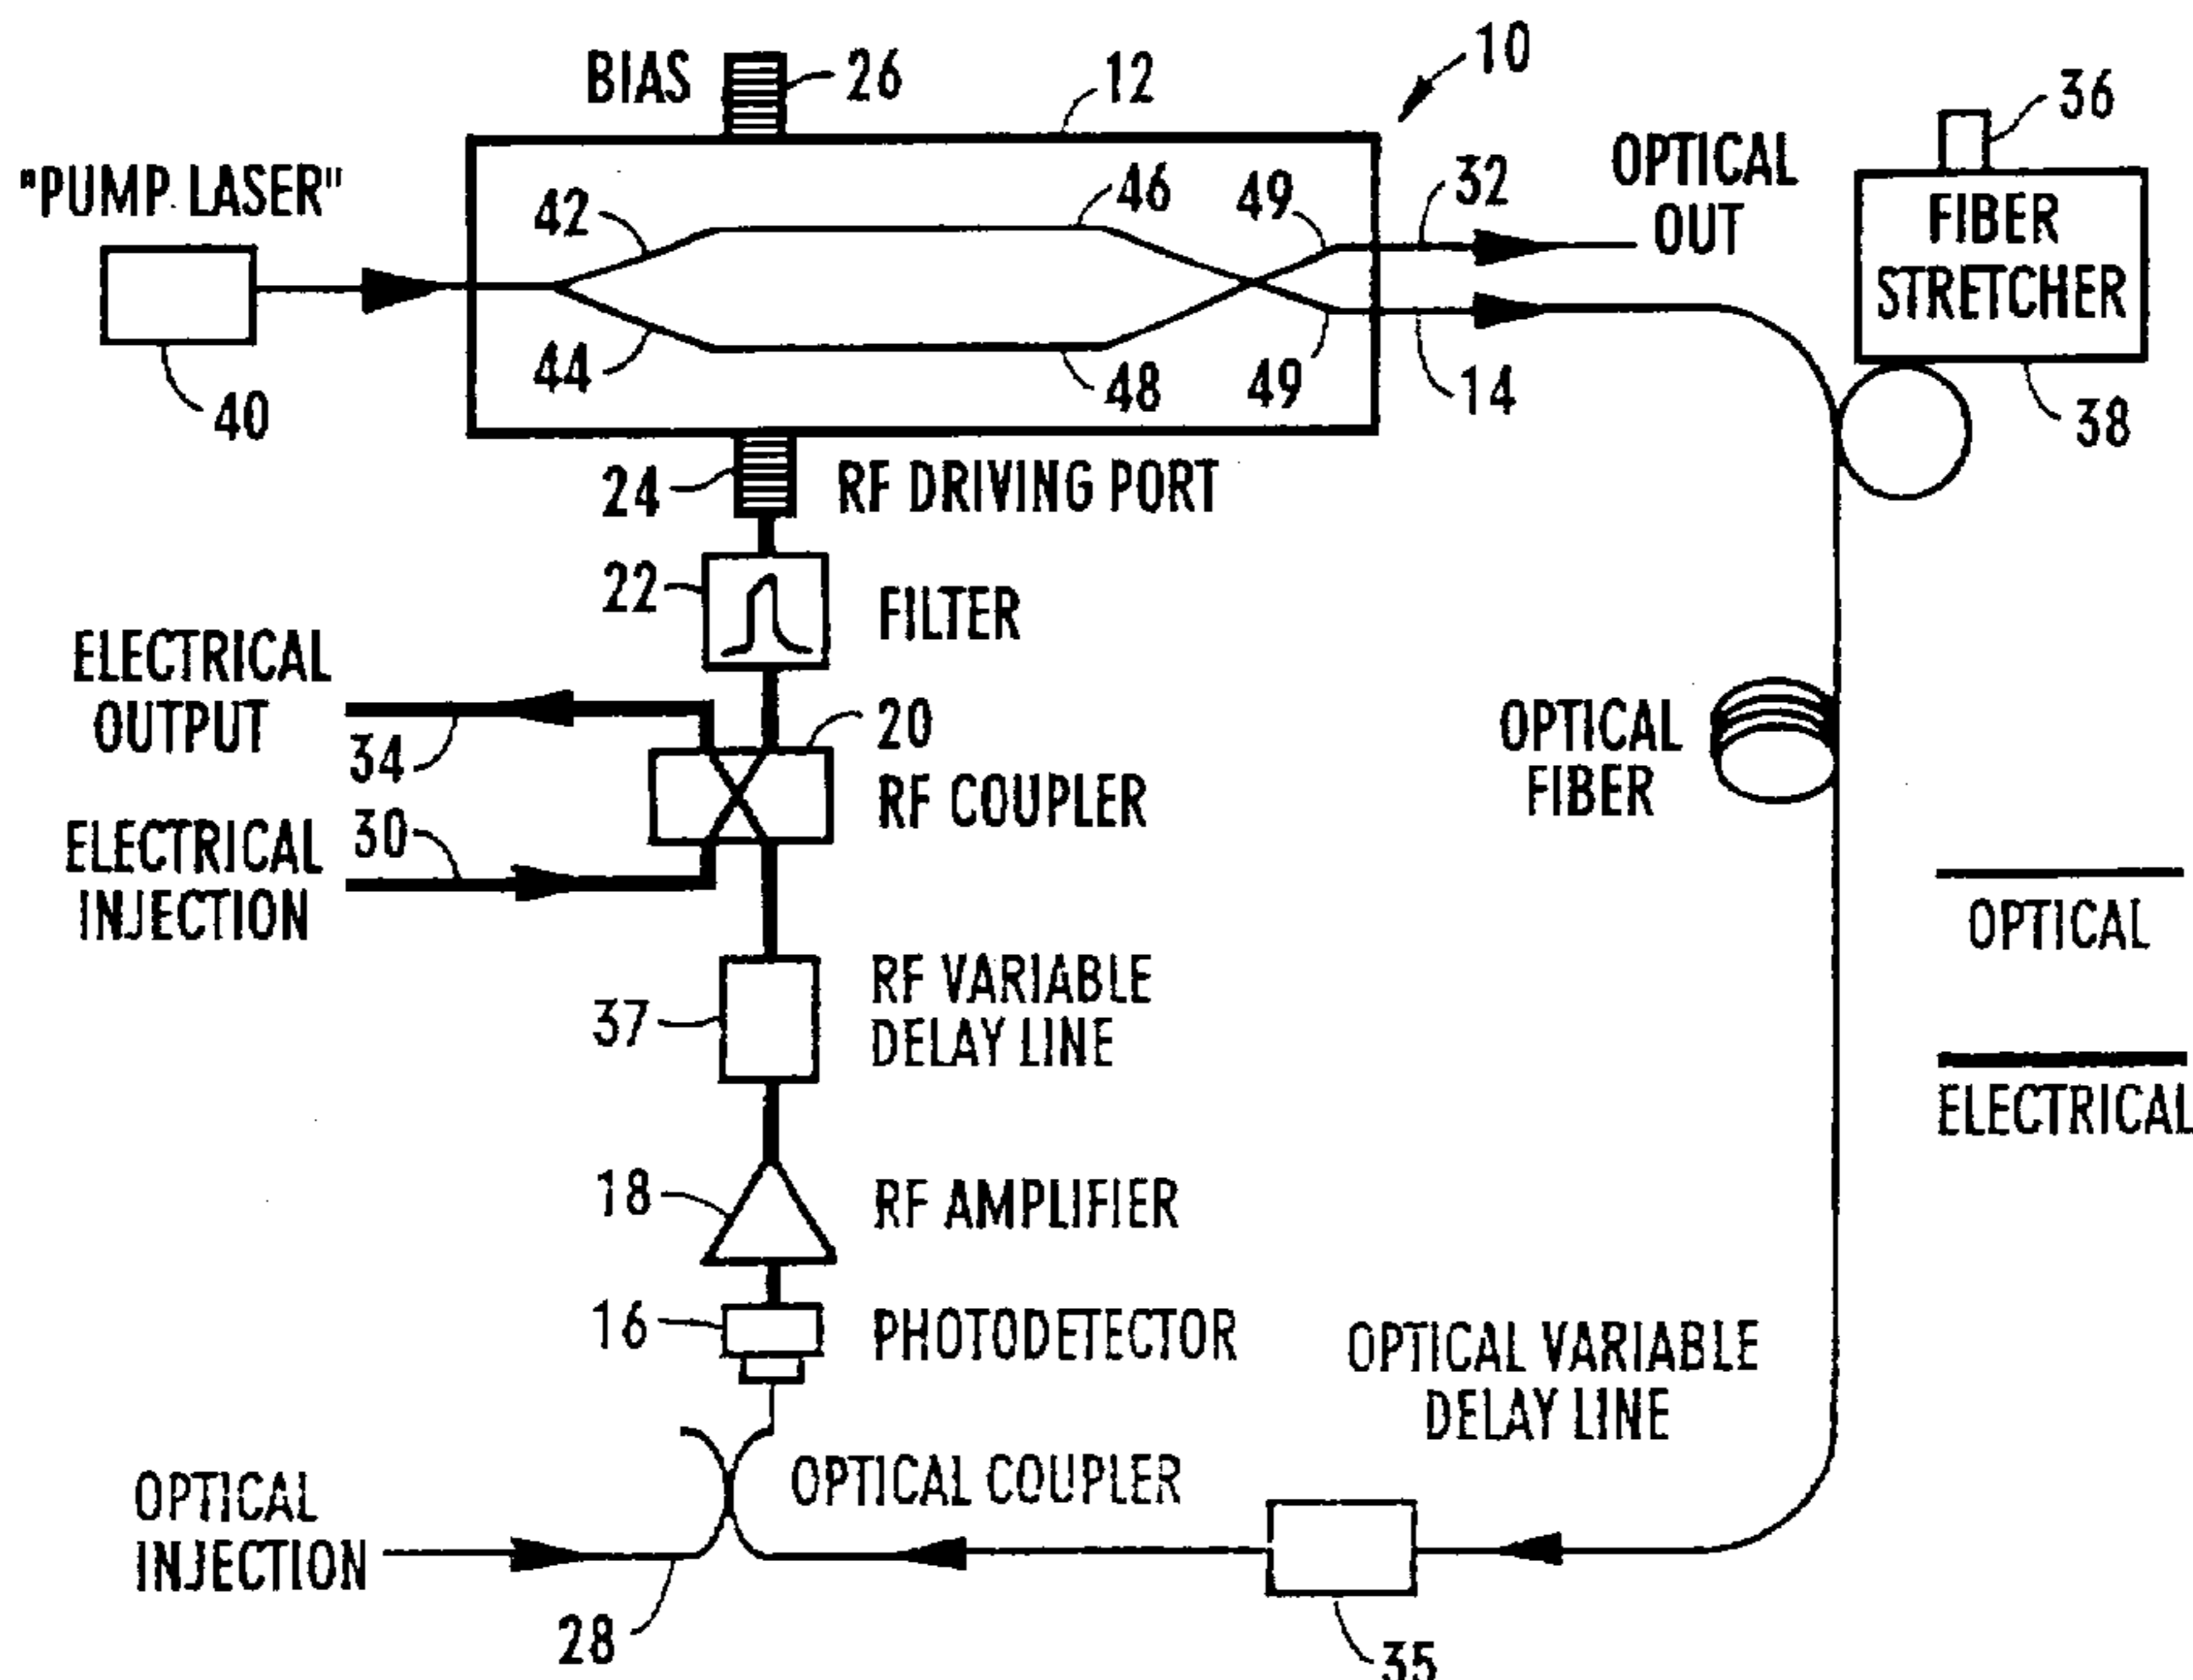 10
BIAS
26
12
36
"PUMP LASER"
42
46
49
32
OPTICAL
OUT
FIBER
STRETCHER
40
44
48
49
14
38
24
RF DRIVING PORT
22
FILTER
ELECTRICAL
OUTPUT
34
20
RF COUPLER
OPTICAL
FIBER
ELECTRICAL
INJECTION
30
OPTICAL
37
RF VARIABLE
DELAY LINE
ELECTRICAL
18
RF AMPLIFIER
16
PHOTODETECTOR
OPTICAL VARIABLE
DELAY LINE
OPTICAL COUPLER
OPTICAL
INJECTION
28
35